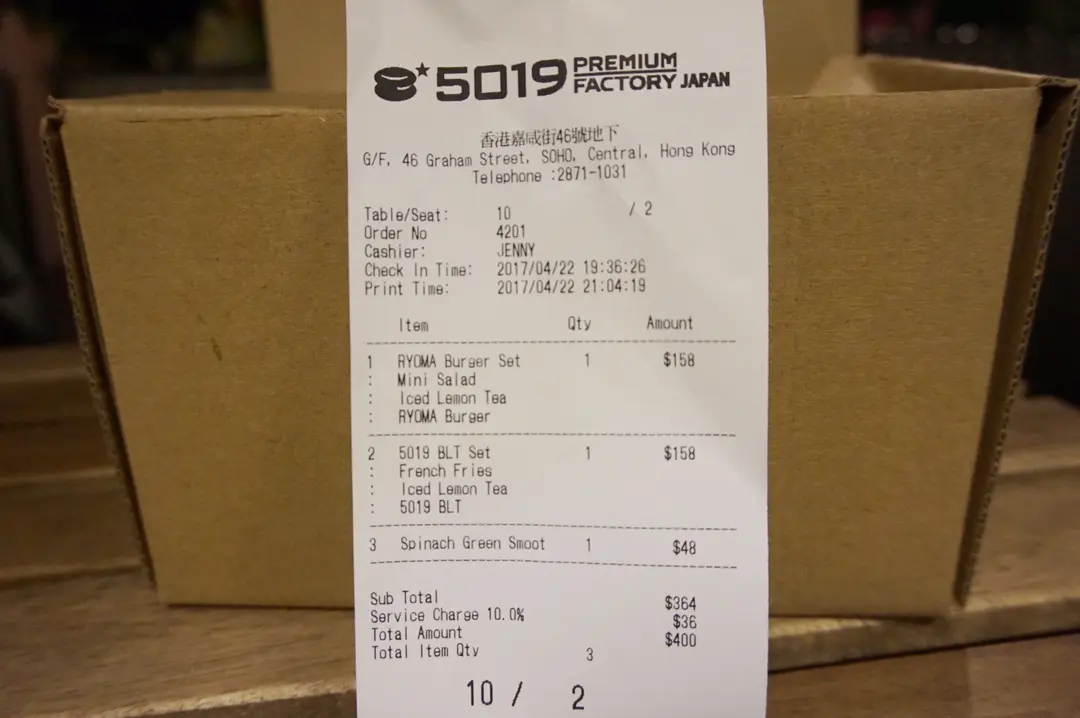 5019 PREMIUM FACTORY JAPAN
香港嘉咸街46號地下
G/F, 46 Graham Street, SOHO, Central, Hong Kong
Telephone :2871-1031
Table/Seat: 10 / 2
Order No 4201
Cashier: JENNY
Check In Time: 2017/04/22 19:36:26
Print Time: 2017/04/22 21:04:19
Item Qty Amount
1 RYOMA Burger Set 1 $158
: Mini Salad
: Iced Lemon Tea
: RYOMA Burger
2 5019 BLT Set 1 $158
: French Fries
: Iced Lemon Tea
: 5019 BLT
3 Spinach Green Smoot 1 $48
Sub Total $364
Service Charge 10.0% $36
Total Amount $400
Total Item Qty 3
10 / 2